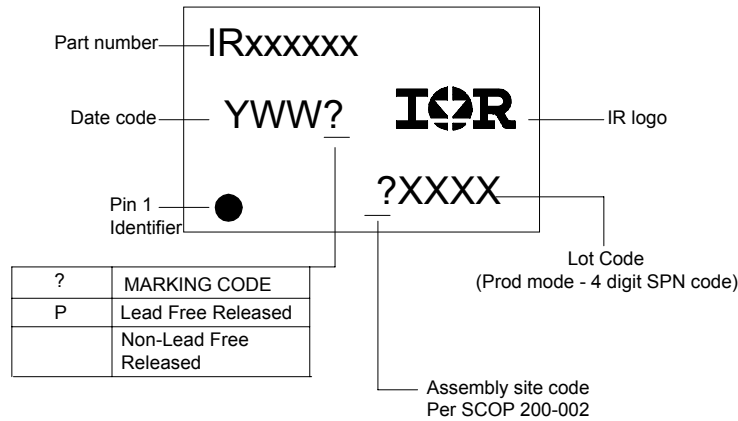 Part number
IRxxxxxx
Date code
YWW?
IOR
IR logo
?XXXX
Pin 1
Identifier
Lot Code
(Prod mode - 4 digit SPN code)
? MARKING CODE
P Lead Free Released
Non-Lead Free
Released
Assembly site code
Per SCOP 200-002